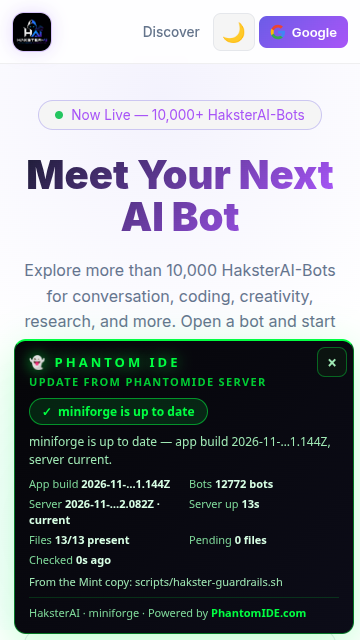 HAKSTERAI
Discover
🌙
Google
Now Live — 10,000+ HaksterAI-Bots
Meet Your Next
AI Bot
Explore more than 10,000 HaksterAI-Bots
for conversation, coding, creativity,
research, and more. Open a bot and start
👻 PHANTOM IDE
×
UPDATE FROM PHANTOMIDE SERVER
✓ miniforge is up to date
miniforge is up to date — app build 2026-11-...1.144Z,
server current.
App build 2026-11-...1.144Z
Bots 12772 bots
Server 2026-11-...2.082Z ·
current
Server up 13s
Files 13/13 present
Pending 0 files
Checked 0s ago
From the Mint copy: scripts/hakster-guardrails.sh
HaksterAI · miniforge · Powered by PhantomIDE.com